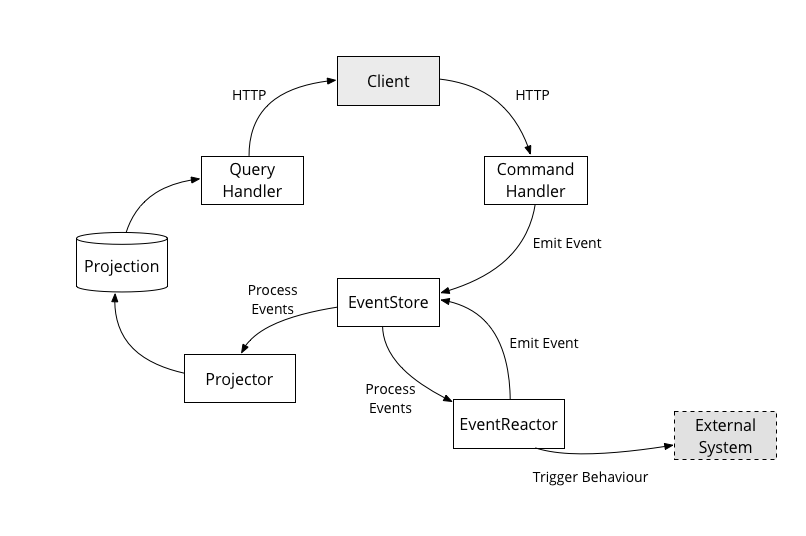 Client
HTTP
HTTP
Query
Handler
Command
Handler
Emit Event
Projection
Process
Events
EventStore
Emit Event
Projector
Process
Events
EventReactor
External
System
Trigger Behaviour